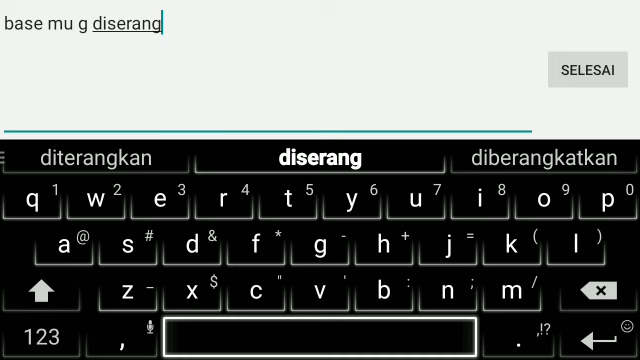 base mu g diserang
SELESAI
diterangkan diserang diberangkatkan
q 1 w 2 e 3 r 4 t 5 y 6 u 7 i 8 o 9 p 0
a @ s # d & f * g - h + j = k ( l )
z _ x $ c " v ' b : n ; m /
123 , . ,!?